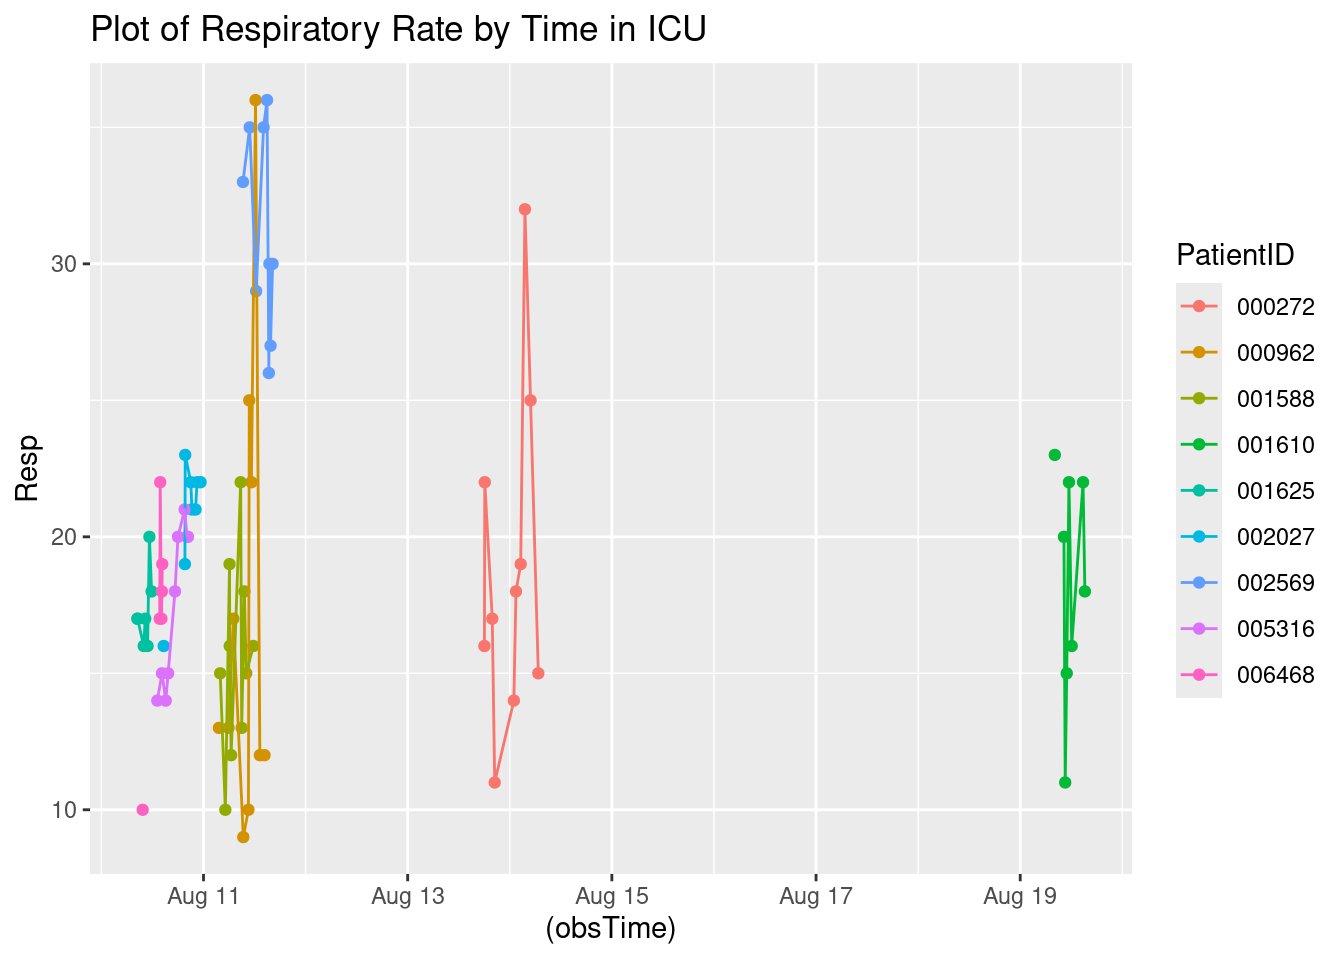 Plot of Respiratory Rate by Time in ICU
Resp
30
20
10
Aug 11
Aug 13
Aug 15
Aug 17
Aug 19
(obsTime)
PatientID
000272
000962
001588
001610
001625
002027
002569
005316
006468